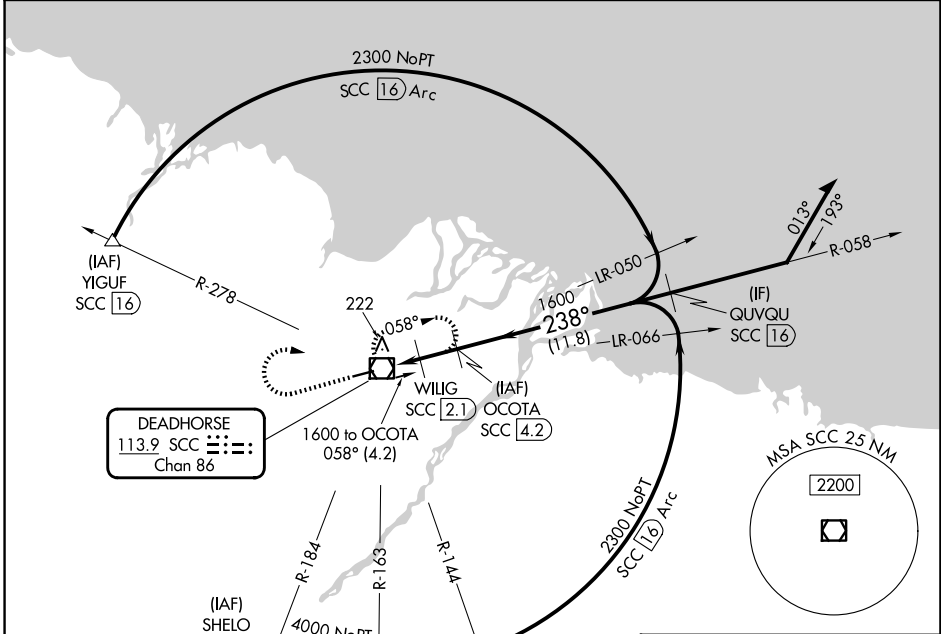 2300 NoPT
SCC 16 Arc
013°
193°
R-058
LR-050
1600
238°
(11.8)
LR-066
(IF)
QUVQU
SCC 16
(IAF)
YIGUF
SCC 16
R-278
222
058°
WILIG
SCC 2.1
(IAF)
OCOTA
SCC 4.2
1600 to OCOTA
058° (4.2)
DEADHORSE
113.9 SCC
Chan 86
MSA SCC 25 NM
2200
2300 NoPT
SCC 16 Arc
R-184
R-163
R-144
(IAF)
SHELO
4000 NoPT